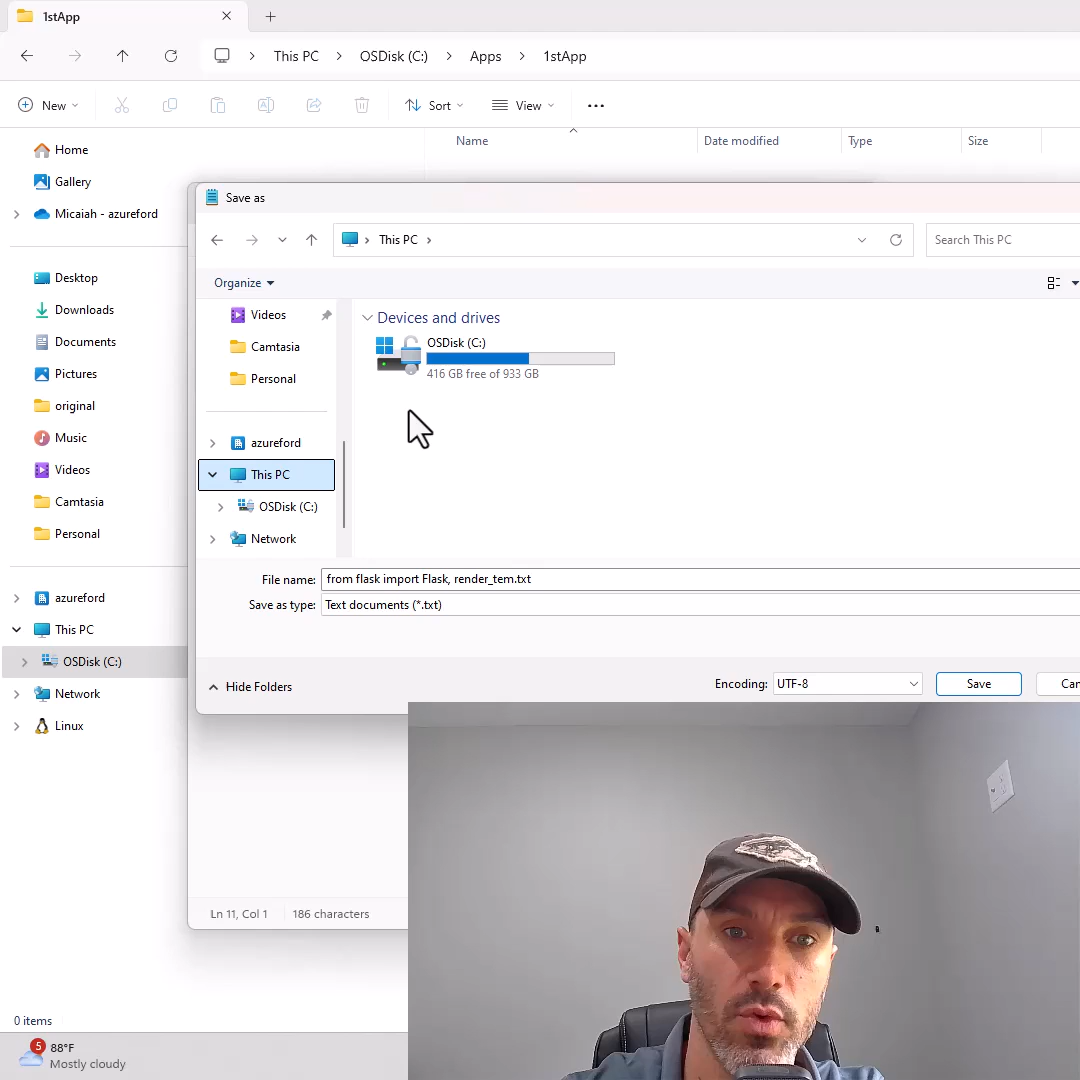 1stApp
This PC
OSDisk (C:)
Apps
1stApp
New
Sort
View
Name
Date modified
Type
Size
Home
Gallery
Micaiah - azureford
Desktop
Downloads
Documents
Pictures
original
Music
Videos
Camtasia
Personal
azureford
This PC
OSDisk (C:)
Network
Linux
Save as
This PC
Search This PC
Organize
Videos
Camtasia
Personal
azureford
This PC
OSDisk (C:)
Network
Devices and drives
OSDisk (C:)
416 GB free of 933 GB
File name: from flask import Flask, render_tem.txt
Save as type: Text documents (*.txt)
Hide Folders
Encoding: UTF-8
Save
Can
Ln 11, Col 1
186 characters
0 items
5
88°F
Mostly cloudy